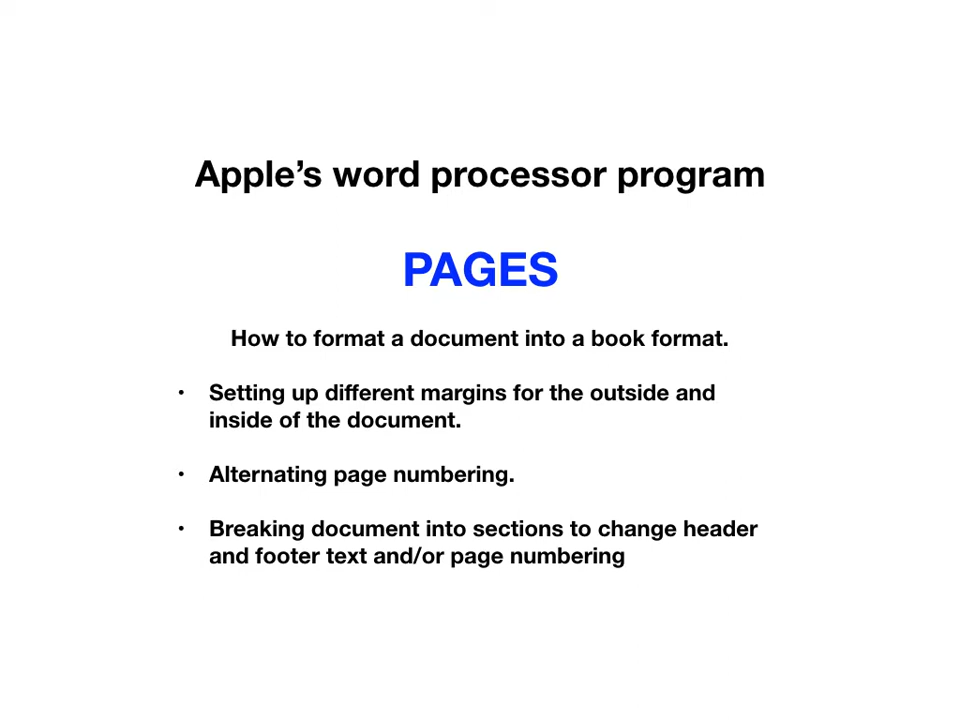 Apple’s word processor program
PAGES
How to format a document into a book format.
• Setting up different margins for the outside and
inside of the document.
• Alternating page numbering.
• Breaking document into sections to change header
and footer text and/or page numbering